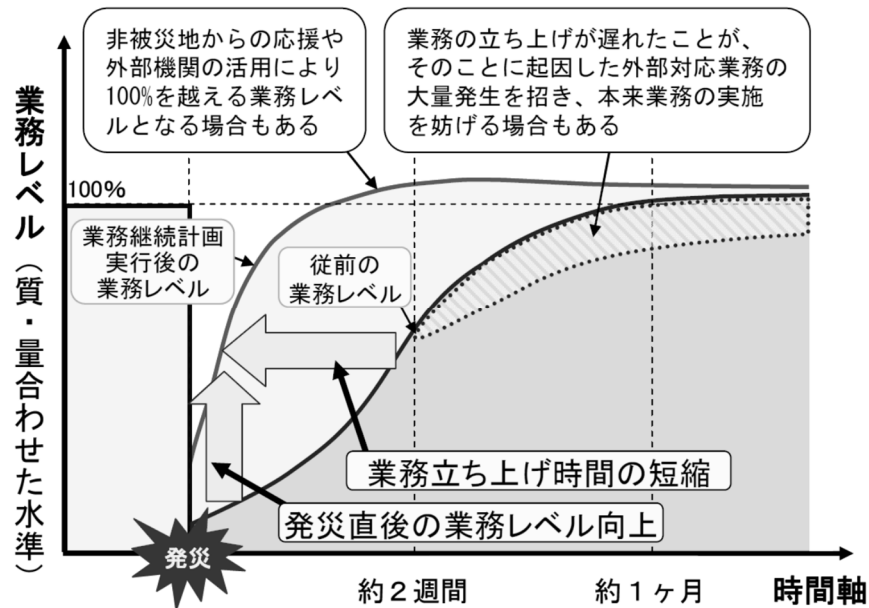 非被災地からの応援や
外部機関の活用により
100%を越える業務レベ
ルとなる場合もある
業務の立ち上げが遅れたことが、
そのことに起因した外部対応業務の
大量発生を招き、本来業務の実施
を妨げる場合もある
業務レベル（質・量合わせた水準）
100%
業務継続計画
実行後の
業務レベル
従前の
業務レベル
業務立ち上げ時間の短縮
発災直後の業務レベル向上
発災
約２週間
約１ヶ月
時間軸